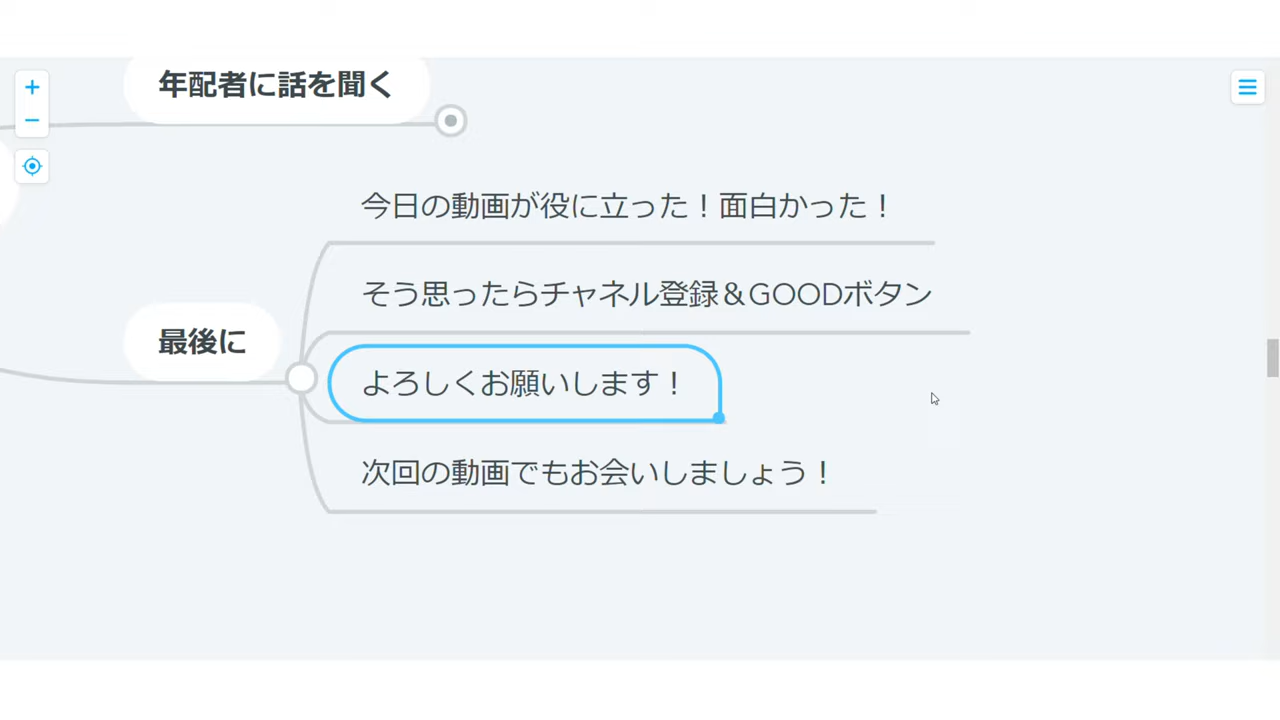 年配者に話を聞く
今日の動画が役に立った！面白かった！
そう思ったらチャネル登録＆GOODボタン
最後に
よろしくお願いします！
次回の動画でもお会いしましょう！